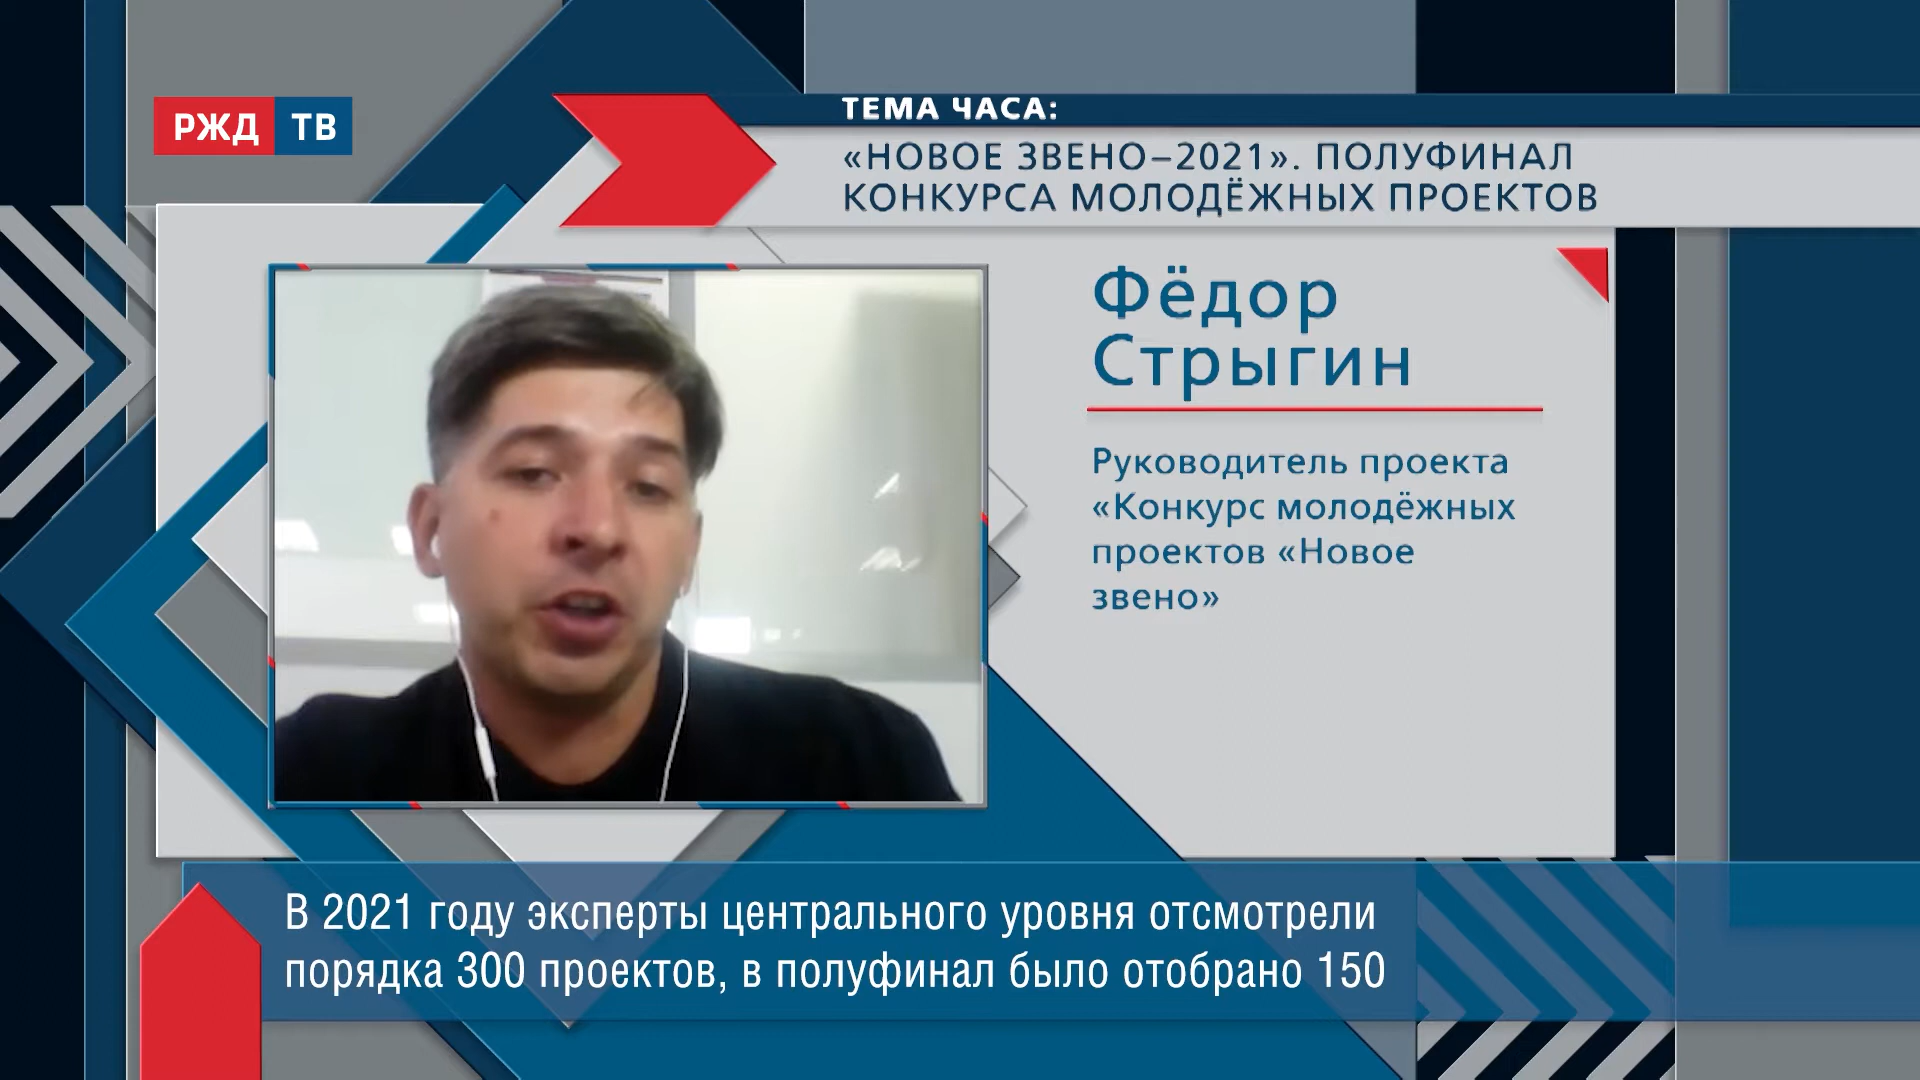 РЖД ТВ
ТЕМА ЧАСА:
«НОВОЕ ЗВЕНО–2021». ПОЛУФИНАЛ
КОНКУРСА МОЛОДЁЖНЫХ ПРОЕКТОВ
Фёдор
Стрыгин
Руководитель проекта
«Конкурс молодёжных
проектов «Новое
звено»
В 2021 году эксперты центрального уровня отсмотрели
порядка 300 проектов, в полуфинал было отобрано 150